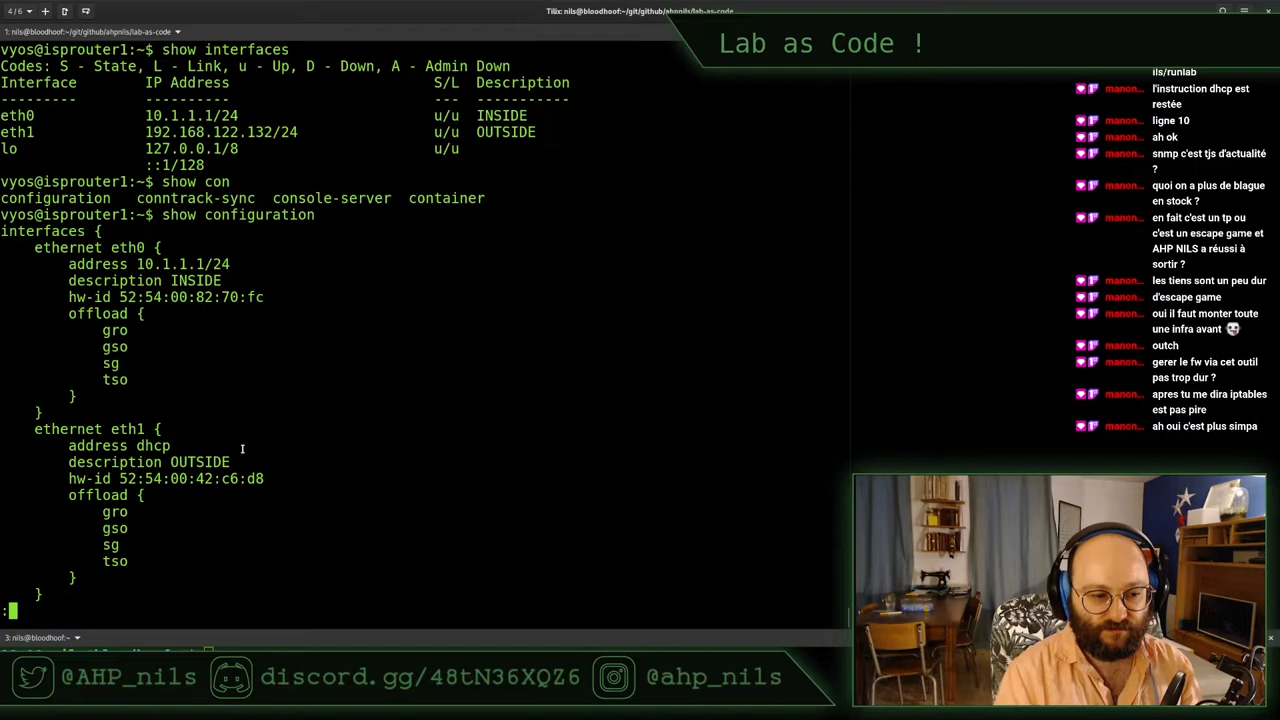 4/6
Tilix: nils@bloodhoof:~/git/github/ahpnils/lab-as-code
1: nils@bloodhoof:~/git/github/ahpnils/lab-as-code
vyos@isprouter1:~$ show interfaces
Codes: S - State, L - Link, u - Up, D - Down, A - Admin Down
Interface        IP Address                        S/L  Description
---------        ----------                        ---  -----------
eth0             10.1.1.1/24                       u/u  INSIDE
eth1             192.168.122.132/24                u/u  OUTSIDE
lo               127.0.0.1/8                       u/u
                 ::1/128
vyos@isprouter1:~$ show con
configuration   conntrack-sync  console-server  container
vyos@isprouter1:~$ show configuration
interfaces {
    ethernet eth0 {
        address 10.1.1.1/24
        description INSIDE
        hw-id 52:54:00:82:70:fc
        offload {
            gro
            gso
            sg
            tso
        }
    }
    ethernet eth1 {
        address dhcp
        description OUTSIDE
        hw-id 52:54:00:42:c6:d8
        offload {
            gro
            gso
            sg
            tso
        }
    }
:
3: nils@bloodhoof:~
Lab as Code !
ils/runlab
manon... l'instruction dhcp est
restée
manon... ligne 10
manon... ah ok
manon... snmp c'est tjs d'actualité
?
manon... quoi on a plus de blague
en stock ?
manon... en fait c'est un tp ou
c'est un escape game et
AHP NILS a réussi à
sortir ?
manon... les tiens sont un peu dur
manon... d'escape game
manon... oui il faut monter toute
une infra avant 💀
manon... outch
manon... gerer le fw via cet outil
pas trop dur ?
manon... apres tu me dira iptables
est pas pire
manon... ah oui c'est plus simpa
@AHP_nils discord.gg/48tN36XQZ6 @ahp_nils